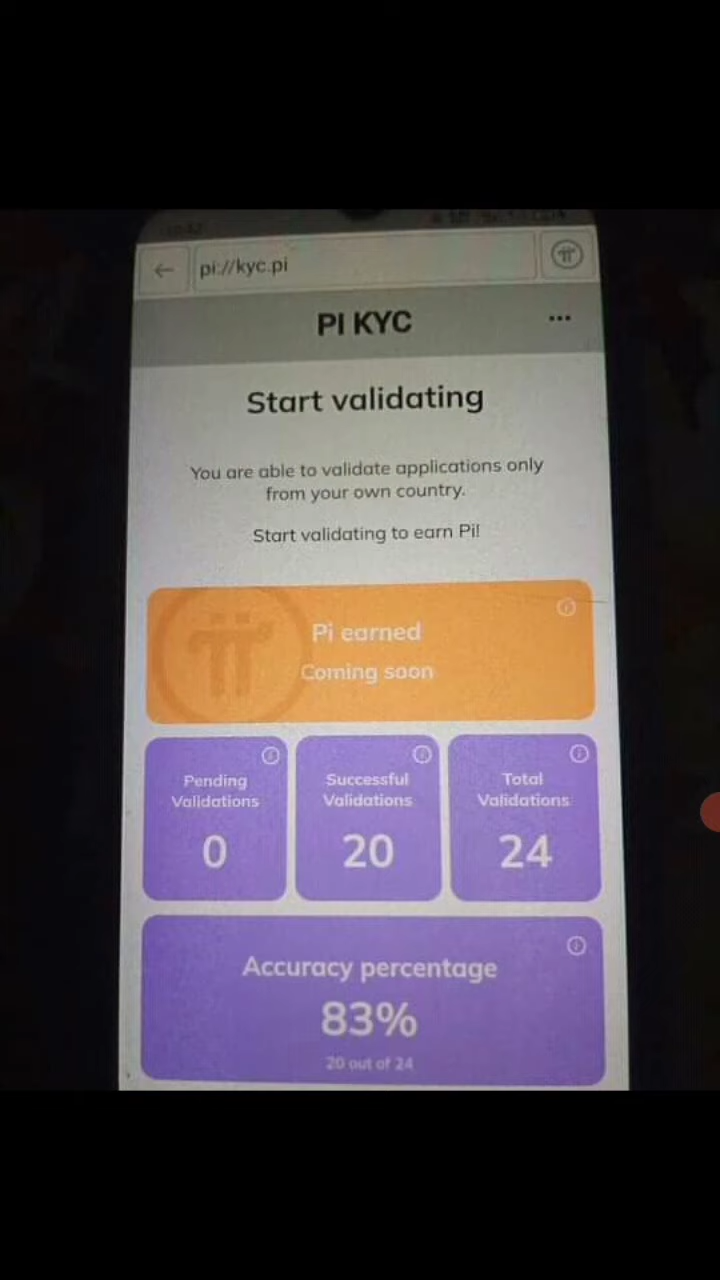 pi://kyc.pi
PI KYC
Start validating
You are able to validate applications only
from your own country.
Start validating to earn Pi!
Pi earned
Coming soon
Pending
Validations
0
Successful
Validations
20
Total
Validations
24
Accuracy percentage
83%
20 out of 24